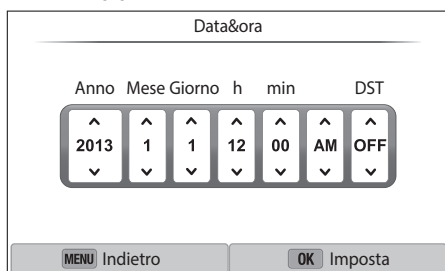 Data&ora
Anno Mese Giorno h min DST
2013 1 1 12 00 AM OFF
MENU Indietro OK Imposta